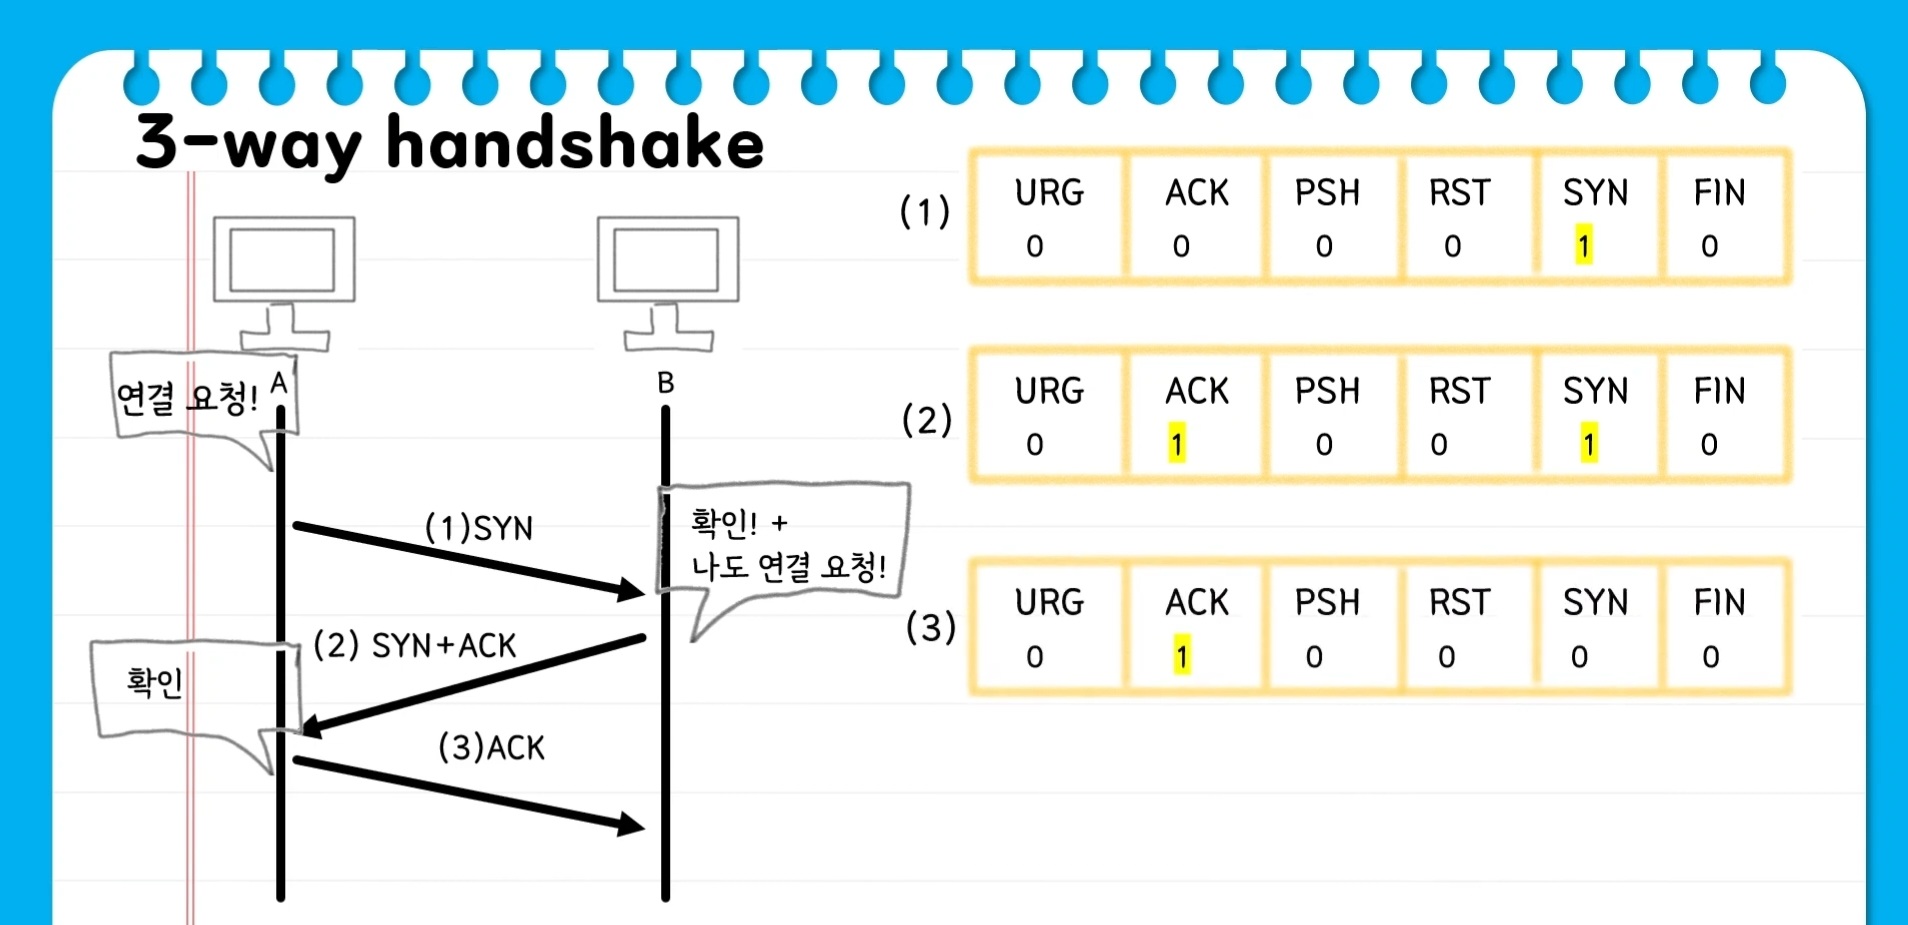 3-way handshake
A
B
연결 요청!
(1)SYN
확인! +
나도 연결 요청!
(2) SYN+ACK
확인
(3)ACK
(1)
URG ACK PSH RST SYN FIN
0 0 0 0 1 0
(2)
URG ACK PSH RST SYN FIN
0 1 0 0 1 0
(3)
URG ACK PSH RST SYN FIN
0 1 0 0 0 0